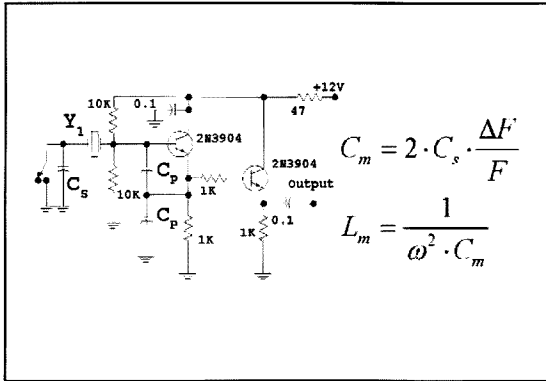 +12V
0.1
10K
47
Y1
2N3904
2N3904
Cs
Cp
1K
Output
10K
Cp
0.1
1K
1K
Cm = 2 · Cs · ΔF / F
Lm = 1 / ω² · Cm